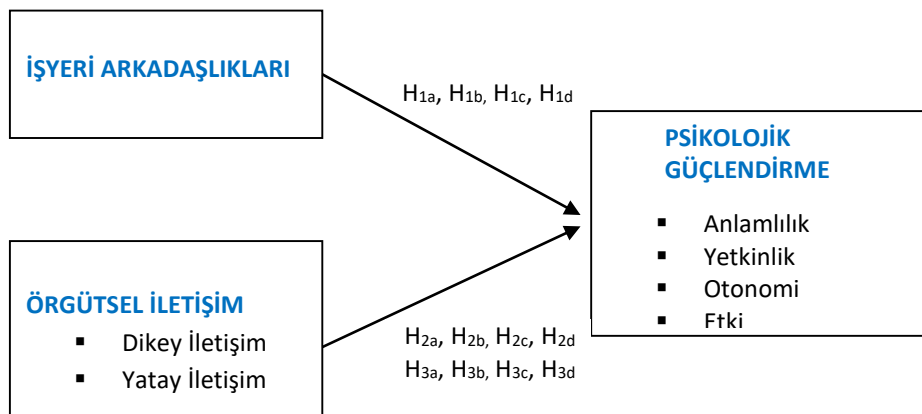 İŞYERİ ARKADAŞLIKLARI
H1a, H1b, H1c, H1d
PSİKOLOJİK
GÜÇLENDİRME
▪ Anlamlılık
▪ Yetkinlik
▪ Otonomi
▪ Etki
ÖRGÜTSEL İLETİŞİM
▪ Dikey İletişim
▪ Yatay İletişim
H2a, H2b, H2c, H2d
H3a, H3b, H3c, H3d